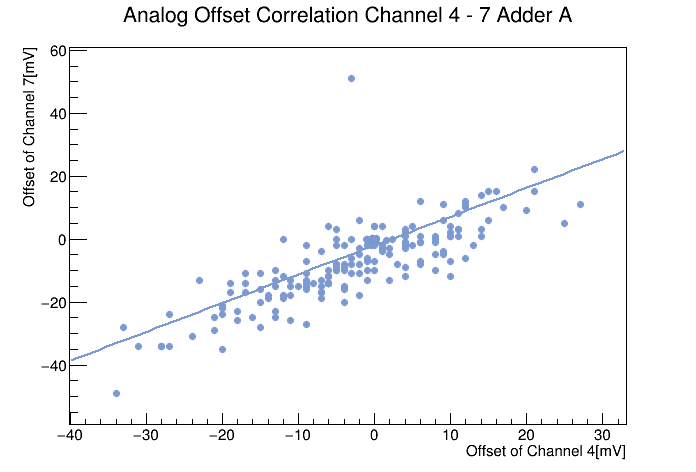 Analog Offset Correlation Channel 4 - 7 Adder A
Offset of Channel 7[mV]
60
40
20
0
−20
−40
−40 −30 −20 −10 0 10 20 30
Offset of Channel 4[mV]